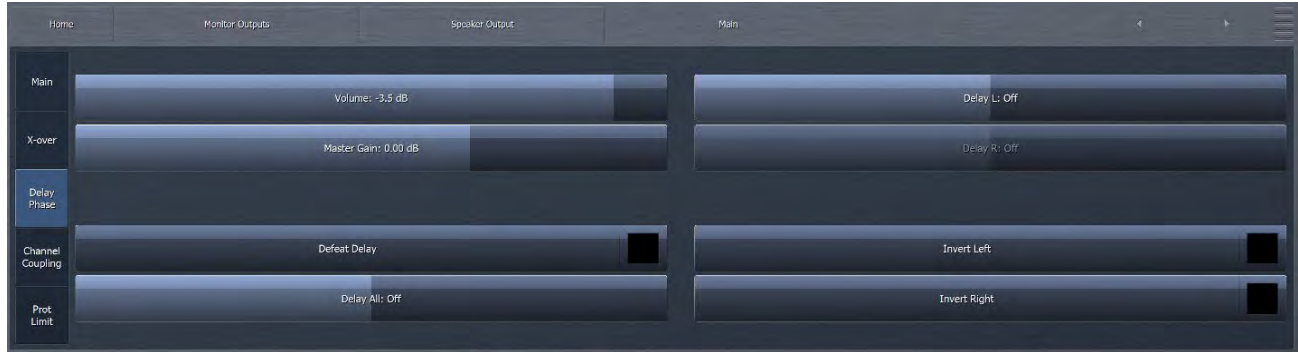 Home
Monitor Outputs
Speaker Output
Main
Main
X-over
Delay
Phase
Channel
Coupling
Prot
Limit
Volume: -3.5 dB
Master Gain: 0.00 dB
Defeat Delay
Delay All: Off
Delay L: Off
Delay R: Off
Invert Left
Invert Right